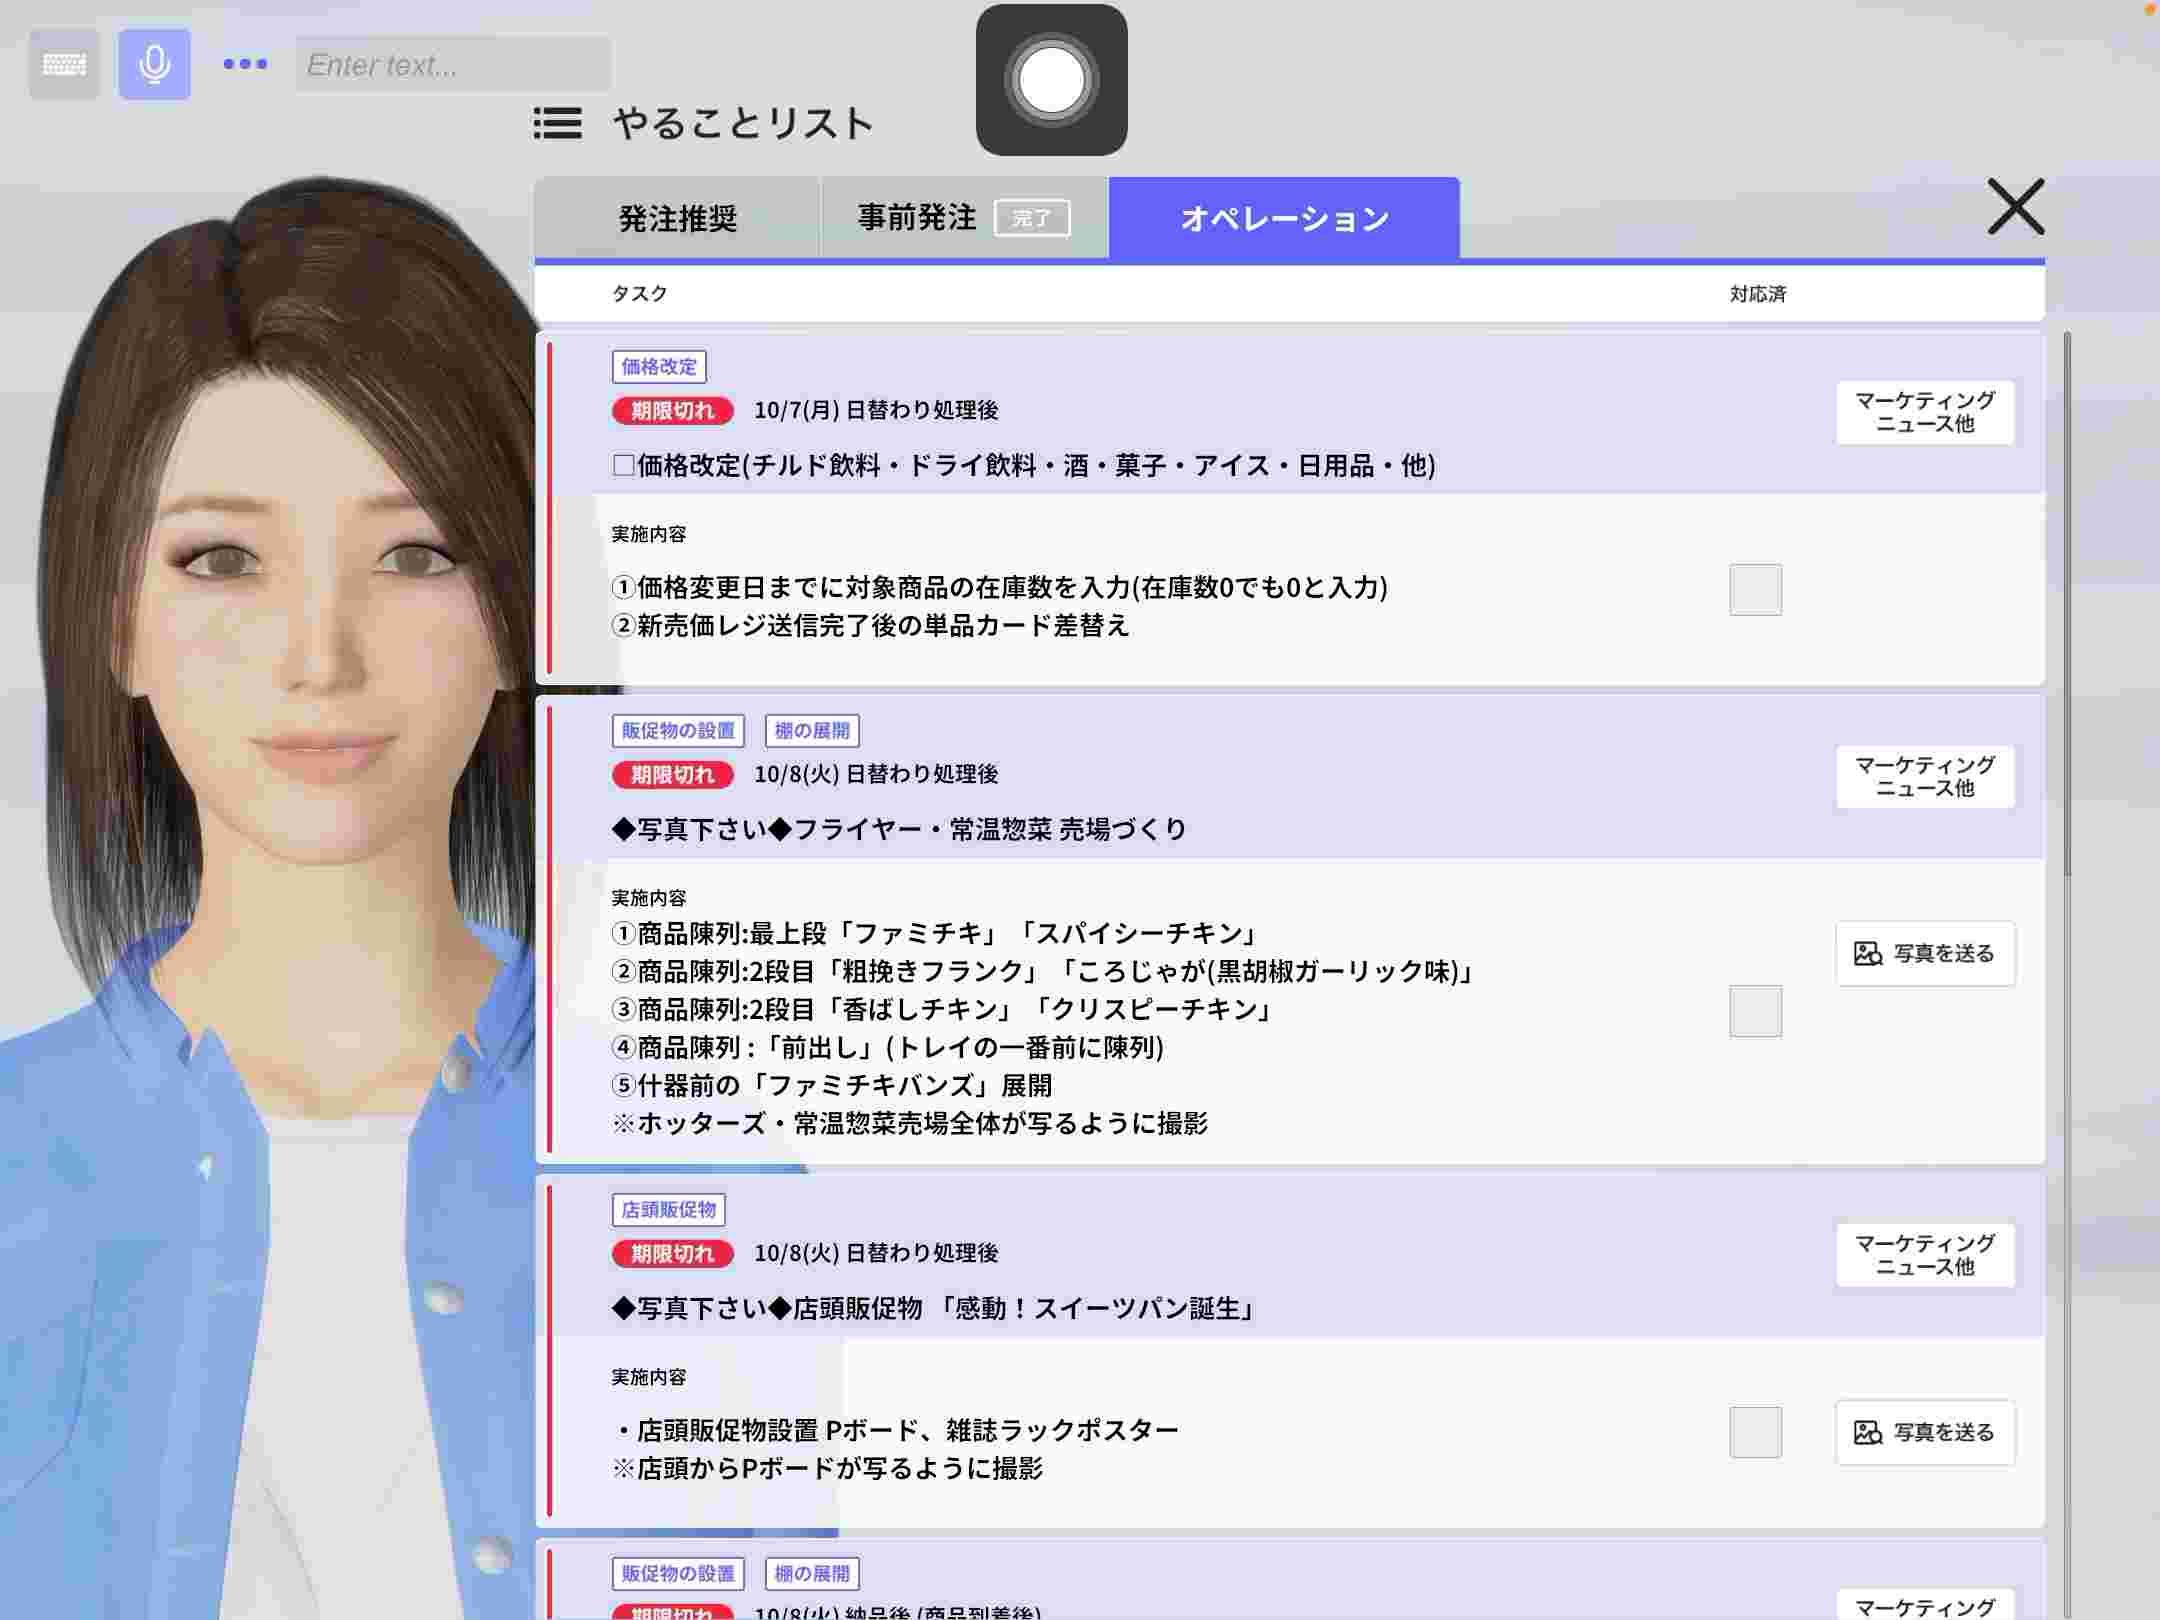 Enter text...
やることリスト
発注推奨
事前発注 完了
オペレーション
タスク 対応済
価格改定
期限切れ 10/7(月) 日替わり処理後
マーケティング
ニュース他
□価格改定(チルド飲料・ドライ飲料・酒・菓子・アイス・日用品・他)
実施内容
①価格変更日までに対象商品の在庫数を入力(在庫数0でも0と入力)
②新売価レジ送信完了後の単品カード差替え
販促物の設置 棚の展開
期限切れ 10/8(火) 日替わり処理後
マーケティング
ニュース他
◆写真下さい◆フライヤー・常温惣菜 売場づくり
実施内容
①商品陳列:最上段「ファミチキ」「スパイシーチキン」
写真を送る
②商品陳列:2段目「粗挽きフランク」「ころじゃが(黒胡椒ガーリック味)」
③商品陳列:2段目「香ばしチキン」「クリスピーチキン」
④商品陳列 :「前出し」(トレイの一番前に陳列)
⑤什器前の「ファミチキバンズ」展開
※ホッターズ・常温惣菜売場全体が写るように撮影
店頭販促物
期限切れ 10/8(火) 日替わり処理後
マーケティング
ニュース他
◆写真下さい◆店頭販促物 「感動！スイーツパン誕生」
実施内容
・店頭販促物設置 Pボード、雑誌ラックポスター
写真を送る
※店頭からPボードが写るように撮影
販促物の設置 棚の展開
期限切れ 10/8(火) 納品後 (商品到着後)
マーケティング